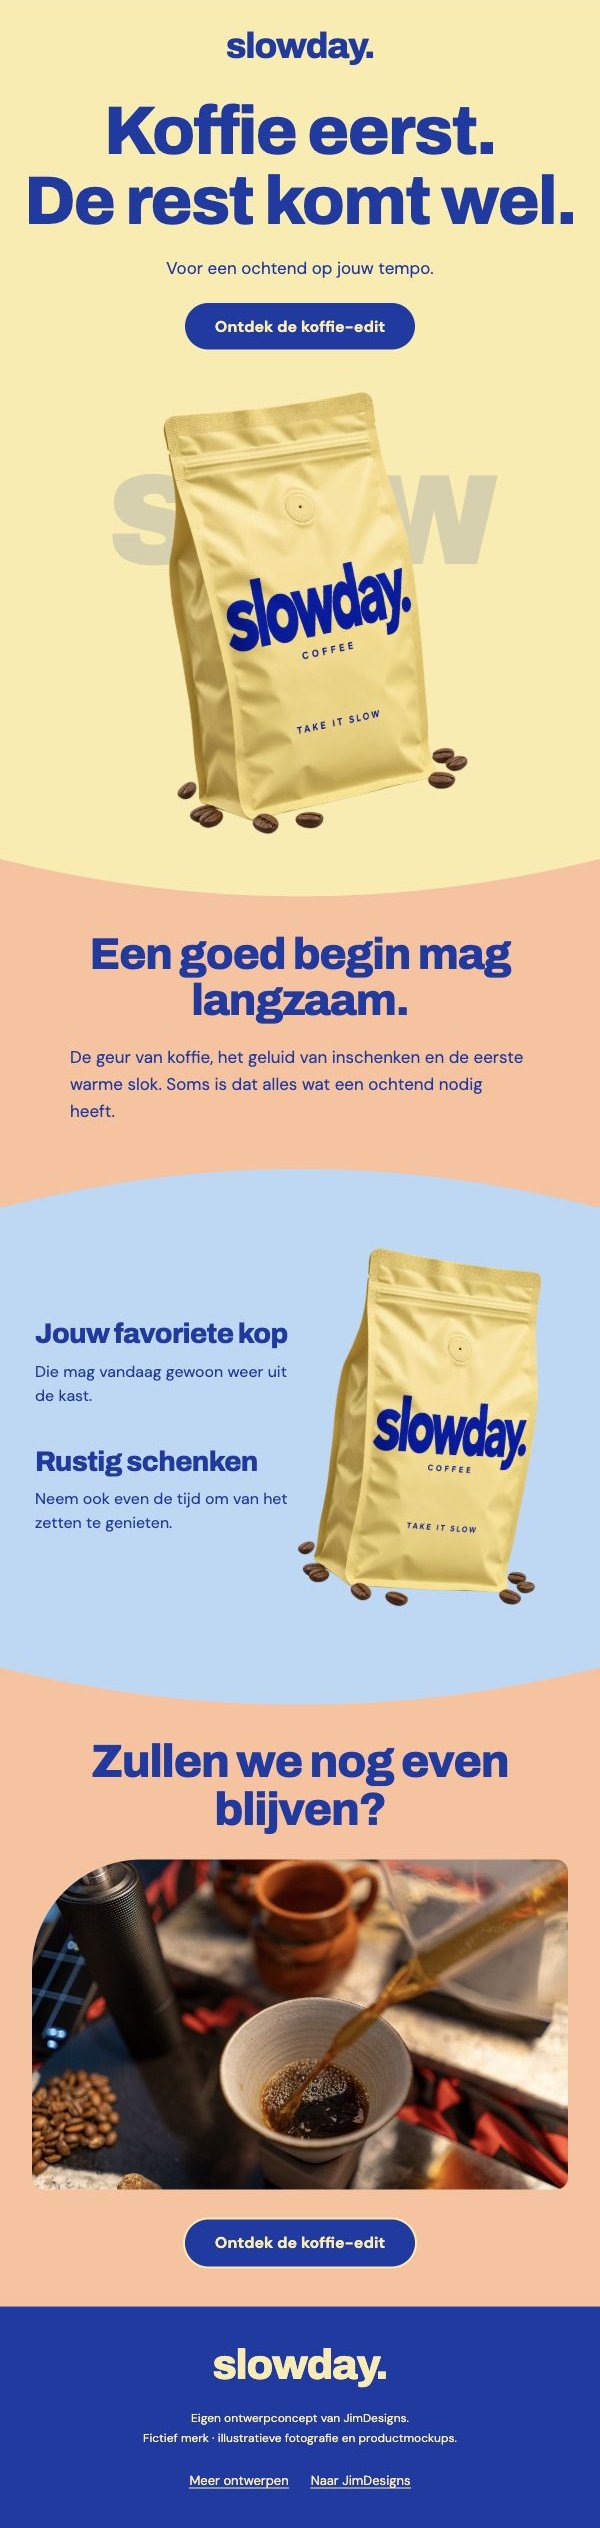 slowday.
Koffie eerst.
De rest komt wel.
Voor een ochtend op jouw tempo.
Ontdek de koffie-edit
slowday.
COFFEE
TAKE IT SLOW
Een goed begin mag
langzaam.
De geur van koffie, het geluid van inschenken en de eerste
warme slok. Soms is dat alles wat een ochtend nodig
heeft.
Jouw favoriete kop
Die mag vandaag gewoon weer uit
de kast.
Rustig schenken
Neem ook even de tijd om van het
zetten te genieten.
slowday.
COFFEE
TAKE IT SLOW
Zullen we nog even
blijven?
Ontdek de koffie-edit
slowday.
Eigen ontwerpconcept van JimDesigns.
Fictief merk · illustratieve fotografie en productmockups.
Meer ontwerpen Naar JimDesigns